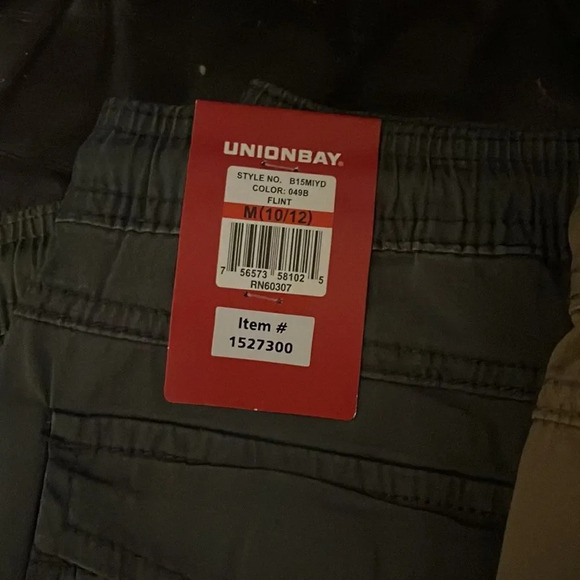 UNIONBAY®
STYLE NO. B15MIYD
COLOR: 049B
FLINT
M(10/12)
7 56573 58102 5
RN60307
Item #
1527300